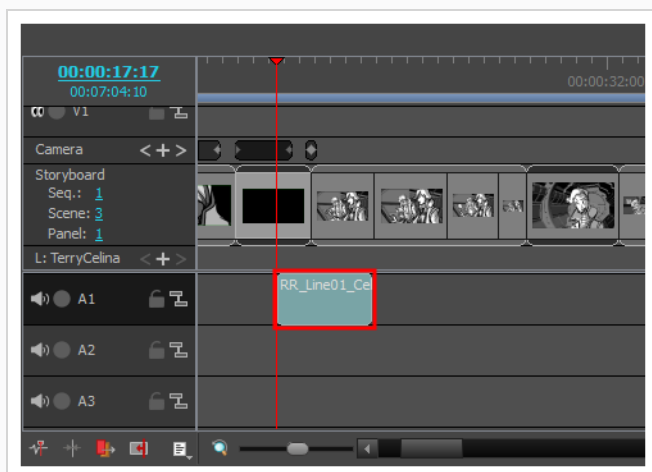 00:00:17:17
00:07:04:10
00:00:32:00
V1
Camera
Storyboard
Seq.: 1
Scene: 3
Panel: 1
L: TerryCelina
A1
RR_Line01_Cel
A2
A3